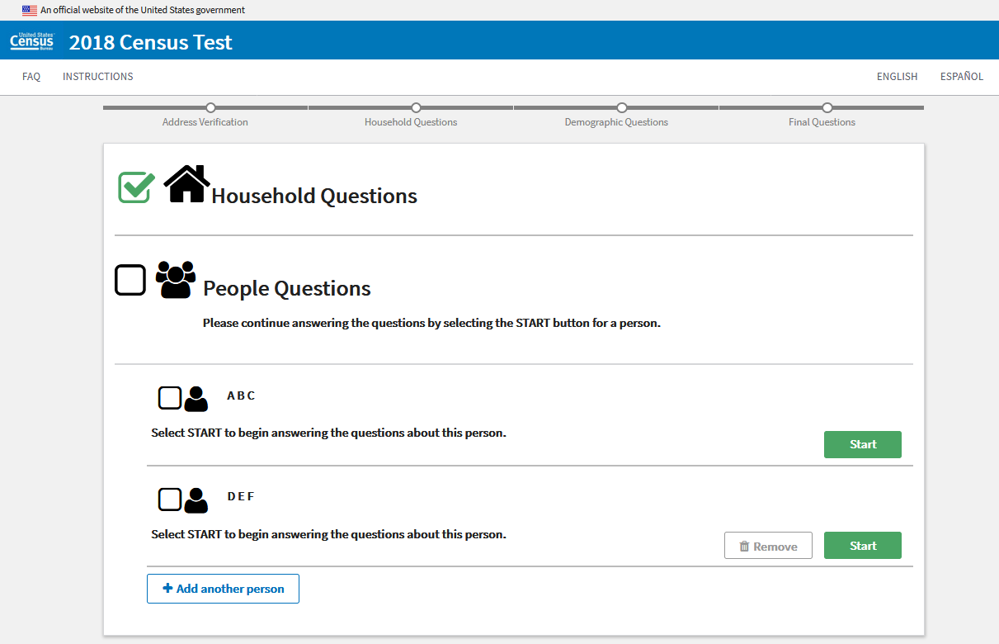 An official website of the United States government
United States
Census
Bureau
2018 Census Test
FAQ INSTRUCTIONS ENGLISH ESPAÑOL
Address Verification Household Questions Demographic Questions Final Questions
Household Questions
People Questions
Please continue answering the questions by selecting the START button for a person.
A B C
Select START to begin answering the questions about this person.
Start
D E F
Select START to begin answering the questions about this person.
Remove Start
Add another person